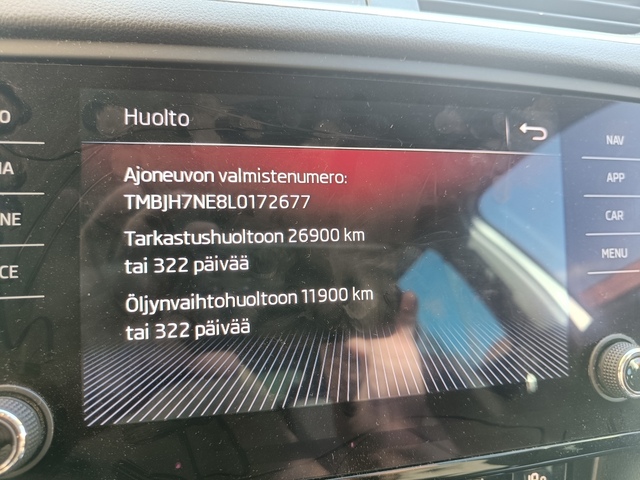 Huolto
Ajoneuvon valmistenumero:
TMBJH7NE8L0172677
Tarkastushuoltoon 26900 km
tai 322 päivää
Öljynvaihtohuoltoon 11900 km
tai 322 päivää
NAV
APP
CAR
MENU